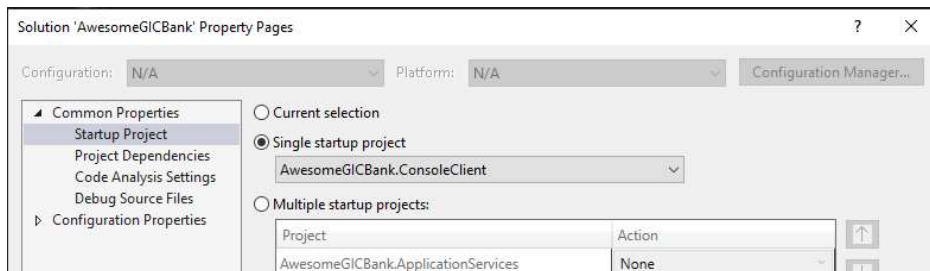 Solution 'AwesomeGICBank' Property Pages ? X
Configuration: N/A Platform: N/A Configuration Manager...
Common Properties
Startup Project
Project Dependencies
Code Analysis Settings
Debug Source Files
Configuration Properties
Current selection
Single startup project
AwesomeGICBank.ConsoleClient
Multiple startup projects:
Project Action
AwesomeGICBank.ApplicationServices None